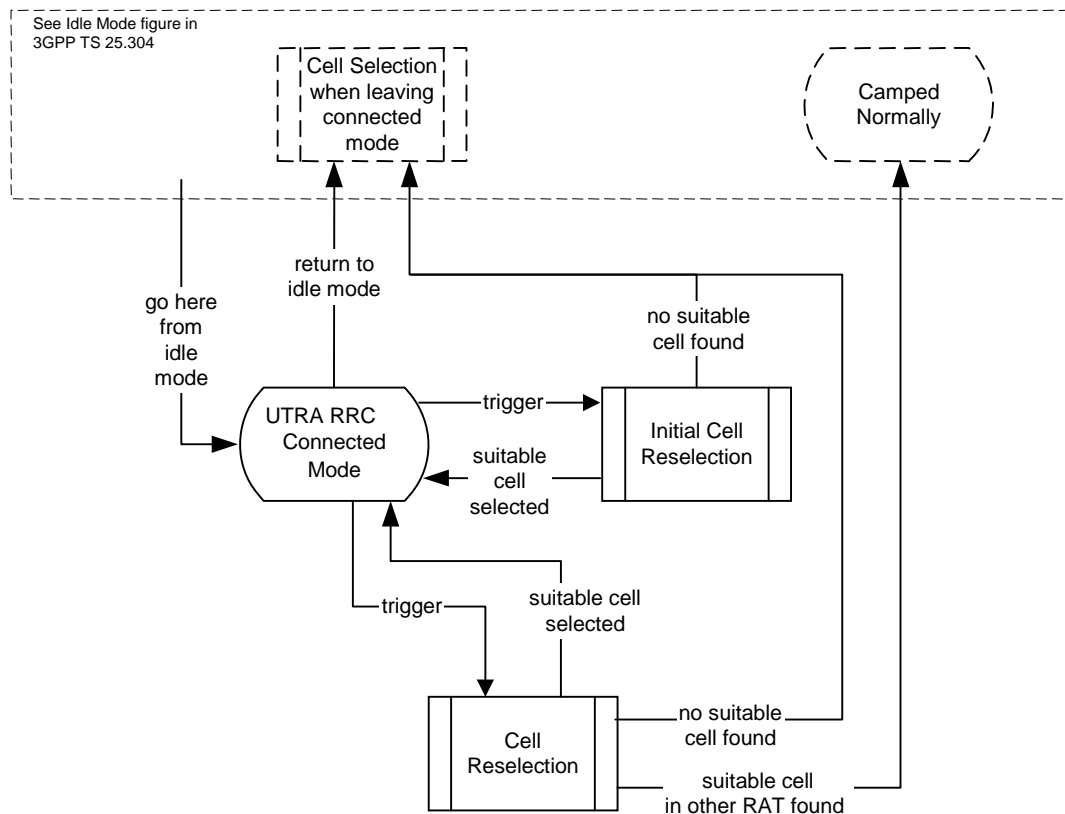 See Idle Mode figure in
3GPP TS 25.304
Cell Selection
when leaving
connected
mode
Camped
Normally
return to
idle mode
go here
from
idle
mode
no suitable
cell found
UTRA RRC
Connected
Mode
trigger
Initial Cell
Reselection
suitable
cell
selected
trigger
suitable cell
selected
Cell
Reselection
no suitable
cell found
suitable cell
in other RAT found